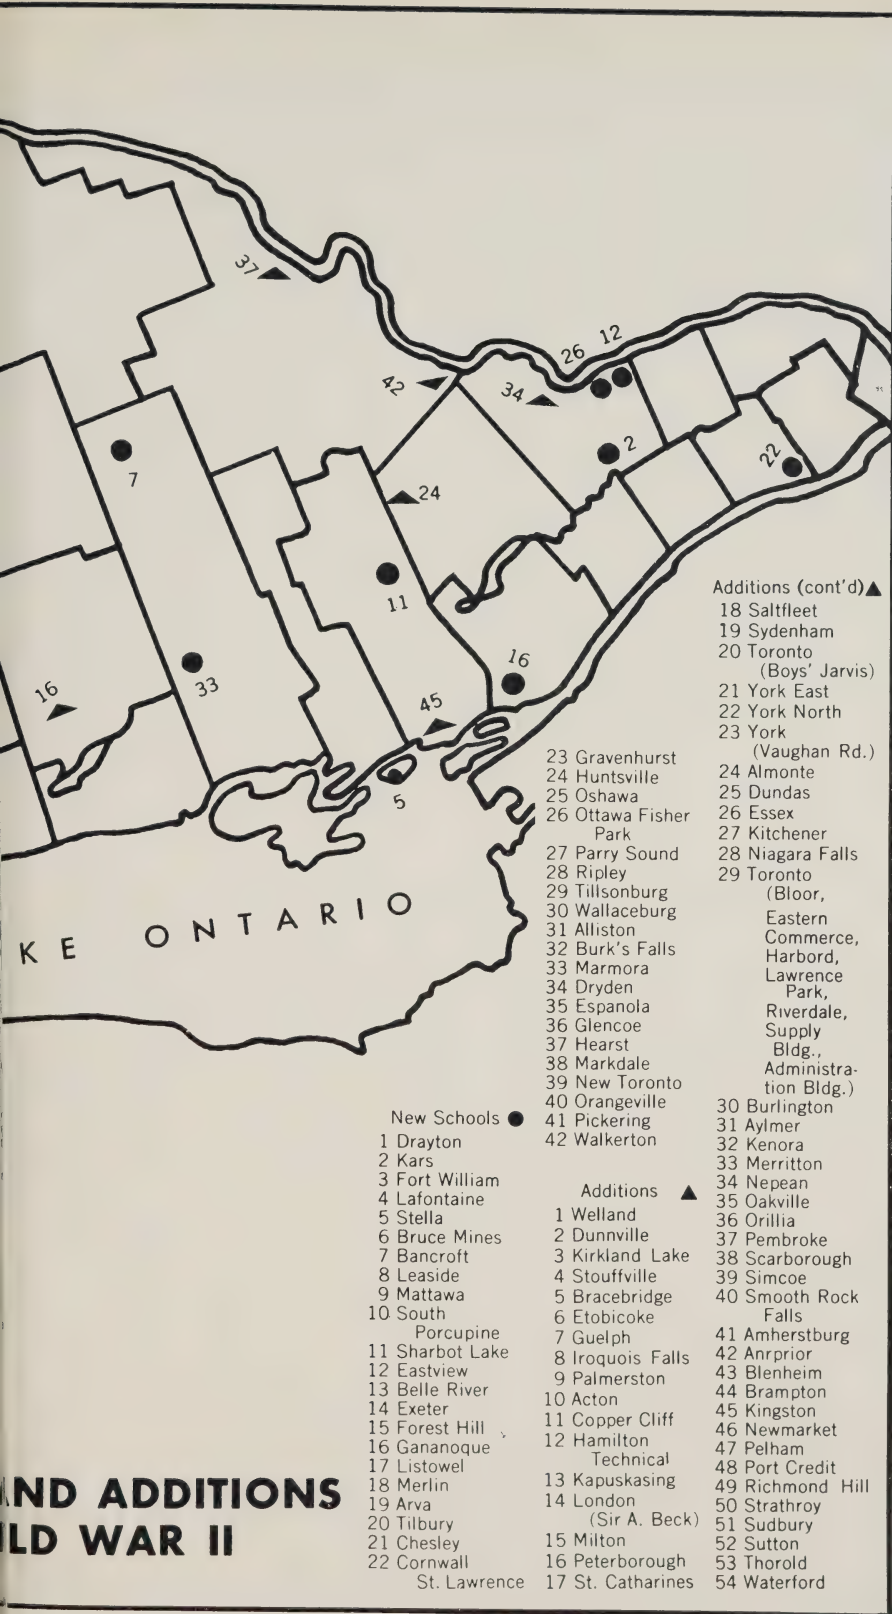 37
42
34
26
12
2
22
7
24
11
16
33
16
45
5
KE ONTARIO
AND ADDITIONS
LD WAR II
New Schools ●
1 Drayton
2 Kars
3 Fort William
4 Lafontaine
5 Stella
6 Bruce Mines
7 Bancroft
8 Leaside
9 Mattawa
10 South
Porcupine
11 Sharbot Lake
12 Eastview
13 Belle River
14 Exeter
15 Forest Hill
16 Gananoque
17 Listowel
18 Merlin
19 Arva
20 Tilbury
21 Chesley
22 Cornwall
St. Lawrence
23 Gravenhurst
24 Huntsville
25 Oshawa
26 Ottawa Fisher
Park
27 Parry Sound
28 Ripley
29 Tillsonburg
30 Wallaceburg
31 Alliston
32 Burk's Falls
33 Marmora
34 Dryden
35 Espanola
36 Glencoe
37 Hearst
38 Markdale
39 New Toronto
40 Orangeville
41 Pickering
42 Walkerton
Additions ▲
1 Welland
2 Dunnville
3 Kirkland Lake
4 Stouffville
5 Bracebridge
6 Etobicoke
7 Guelph
8 Iroquois Falls
9 Palmerston
10 Acton
11 Copper Cliff
12 Hamilton
Technical
13 Kapuskasing
14 London
(Sir A. Beck)
15 Milton
16 Peterborough
17 St. Catharines
Additions (cont'd) ▲
18 Saltfleet
19 Sydenham
20 Toronto
(Boys' Jarvis)
21 York East
22 York North
23 York
(Vaughan Rd.)
24 Almonte
25 Dundas
26 Essex
27 Kitchener
28 Niagara Falls
29 Toronto
(Bloor,
Eastern
Commerce,
Harbord,
Lawrence
Park,
Riverdale,
Supply
Bldg.,
Administra-
tion Bldg.)
30 Burlington
31 Aylmer
32 Kenora
33 Merritton
34 Nepean
35 Oakville
36 Orillia
37 Pembroke
38 Scarborough
39 Simcoe
40 Smooth Rock
Falls
41 Amherstburg
42 Anrprior
43 Blenheim
44 Brampton
45 Kingston
46 Newmarket
47 Pelham
48 Port Credit
49 Richmond Hill
50 Strathroy
51 Sudbury
52 Sutton
53 Thorold
54 Waterford